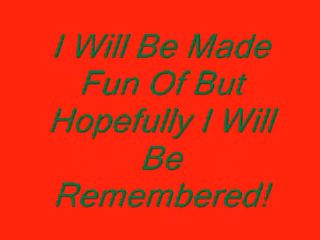 I Will Be Made
Fun Of But
Hopefully I Will
Be
Remembered!